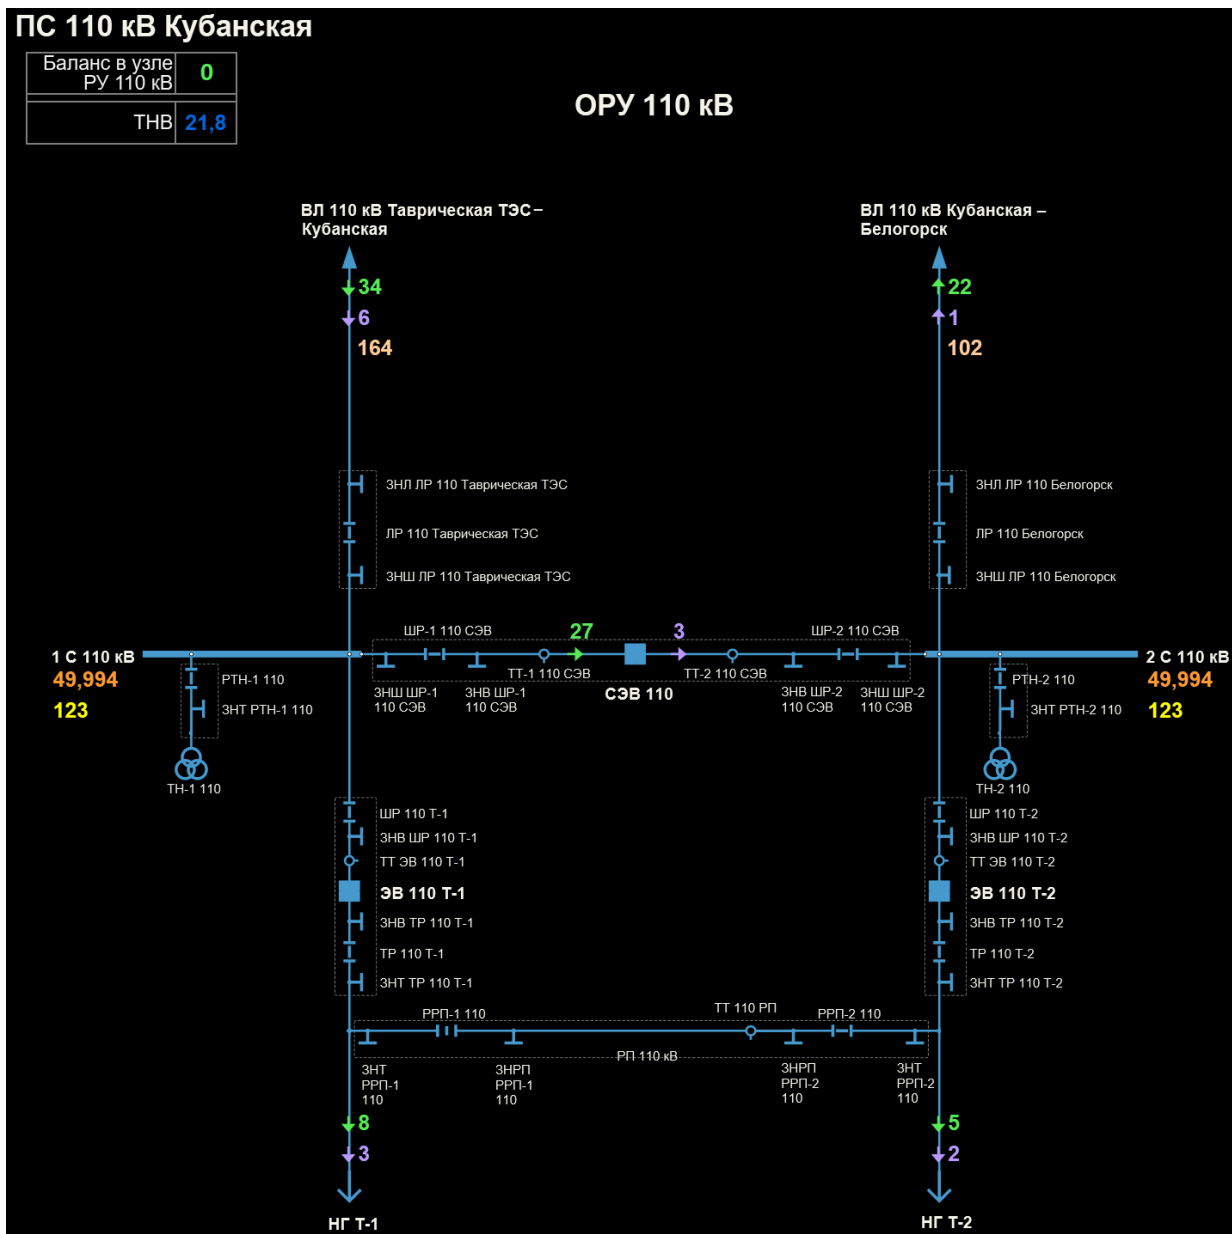 ПС 110 кВ Кубанская
Баланс в узле
РУ 110 кВ
0
ТНВ
21,8
ОРУ 110 кВ
ВЛ 110 кВ Таврическая ТЭС –
Кубанская
ВЛ 110 кВ Кубанская –
Белогорск
34
6
164
22
1
102
ЗНЛ ЛР 110 Таврическая ТЭС
ЛР 110 Таврическая ТЭС
ЗНШ ЛР 110 Таврическая ТЭС
ЗНЛ ЛР 110 Белогорск
ЛР 110 Белогорск
ЗНШ ЛР 110 Белогорск
ШР-1 110 СЭВ
27
3
ШР-2 110 СЭВ
1 С 110 кВ
49,994
123
2 С 110 кВ
49,994
123
ТТ-1 110 СЭВ
ТТ-2 110 СЭВ
СЭВ 110
ЗНШ ШР-1
110 СЭВ
ЗНВ ШР-1
110 СЭВ
ЗНВ ШР-2
110 СЭВ
ЗНШ ШР-2
110 СЭВ
РТН-1 110
ЗНТ РТН-1 110
ТН-1 110
РТН-2 110
ЗНТ РТН-2 110
ТН-2 110
ШР 110 Т-1
ЗНВ ШР 110 Т-1
ТТ ЭВ 110 Т-1
ЭВ 110 Т-1
ЗНВ ТР 110 Т-1
ТР 110 Т-1
ЗНТ ТР 110 Т-1
ШР 110 Т-2
ЗНВ ШР 110 Т-2
ТТ ЭВ 110 Т-2
ЭВ 110 Т-2
ЗНВ ТР 110 Т-2
ТР 110 Т-2
ЗНТ ТР 110 Т-2
РРП-1 110
ТТ 110 РП
РРП-2 110
РП 110 кВ
ЗНТ
РРП-1
110
ЗНРП
РРП-1
110
ЗНРП
РРП-2
110
ЗНТ
РРП-2
110
8
3
5
2
НГ Т-1
НГ Т-2